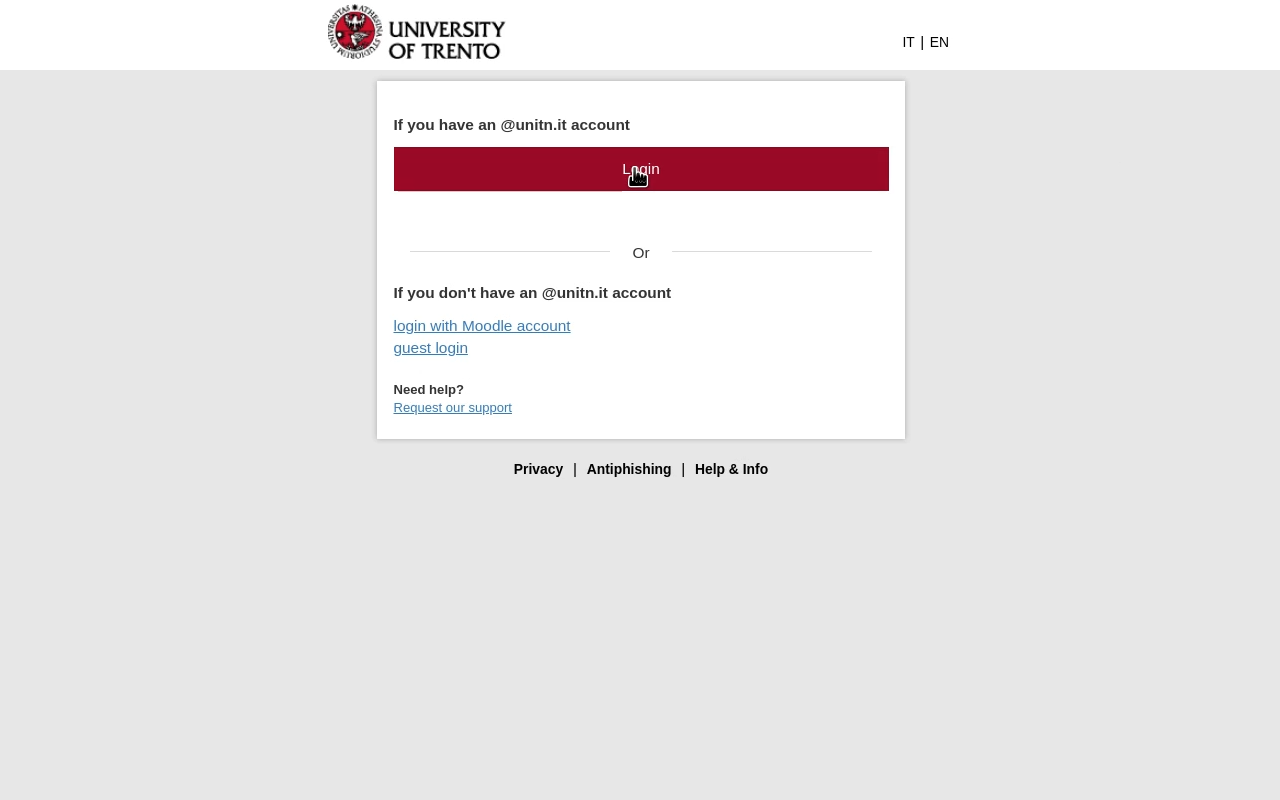 UNIVERSITY
OF TRENTO
IT | EN
If you have an @unitn.it account
Login
Or
If you don't have an @unitn.it account
login with Moodle account
guest login
Need help?
Request our support
Privacy | Antiphishing | Help & Info